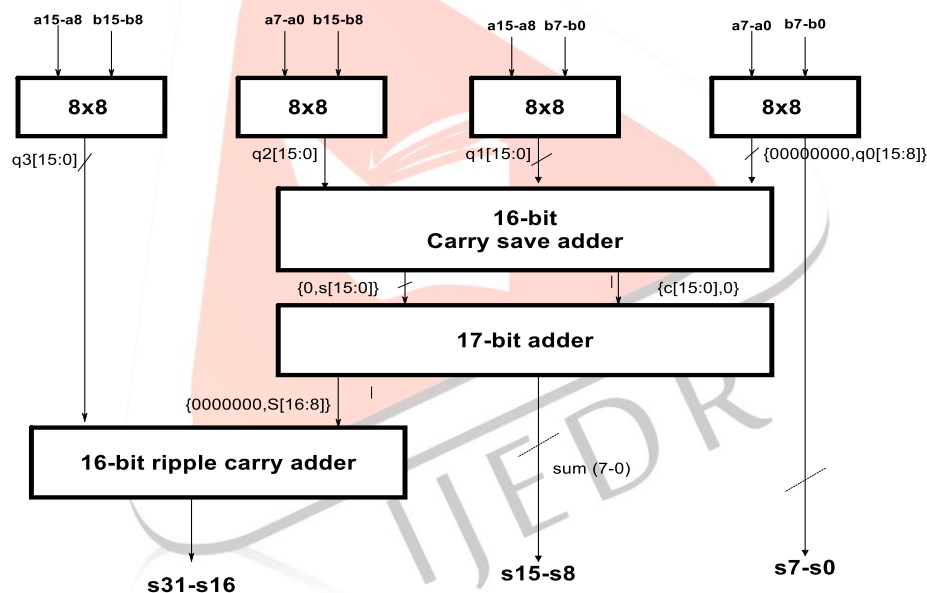 a15-a8 b15-b8 a7-a0 b15-b8 a15-a8 b7-b0 a7-a0 b7-b0
8x8 8x8 8x8 8x8
q3[15:0] q2[15:0] q1[15:0] {00000000,q0[15:8]}
16-bit
Carry save adder
{0,s[15:0]} {c[15:0],0}
17-bit adder
{0000000,S[16:8]}
16-bit ripple carry adder
sum (7-0)
s31-s16 s15-s8 s7-s0
IJEDR